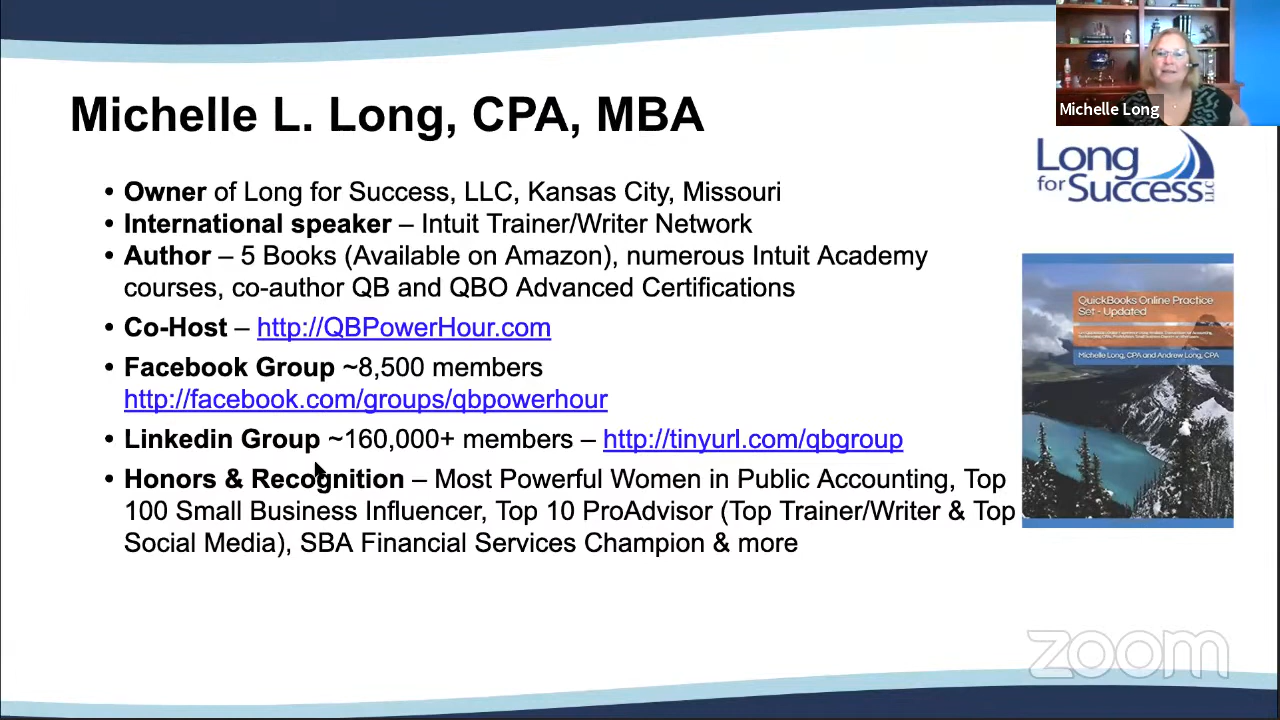 Michelle Long
Michelle L. Long, CPA, MBA
Long
for Success LLC
• Owner of Long for Success, LLC, Kansas City, Missouri
• International speaker – Intuit Trainer/Writer Network
• Author – 5 Books (Available on Amazon), numerous Intuit Academy
courses, co-author QB and QBO Advanced Certifications
• Co-Host – http://QBPowerHour.com
• Facebook Group ~8,500 members
http://facebook.com/groups/qbpowerhour
• Linkedin Group ~160,000+ members – http://tinyurl.com/qbgroup
• Honors & Recognition – Most Powerful Women in Public Accounting, Top
100 Small Business Influencer, Top 10 ProAdvisor (Top Trainer/Writer & Top
Social Media), SBA Financial Services Champion & more
QuickBooks Online Practice
Set - Updated
Michelle Long, CPA and Andrew Long, CPA
zoom